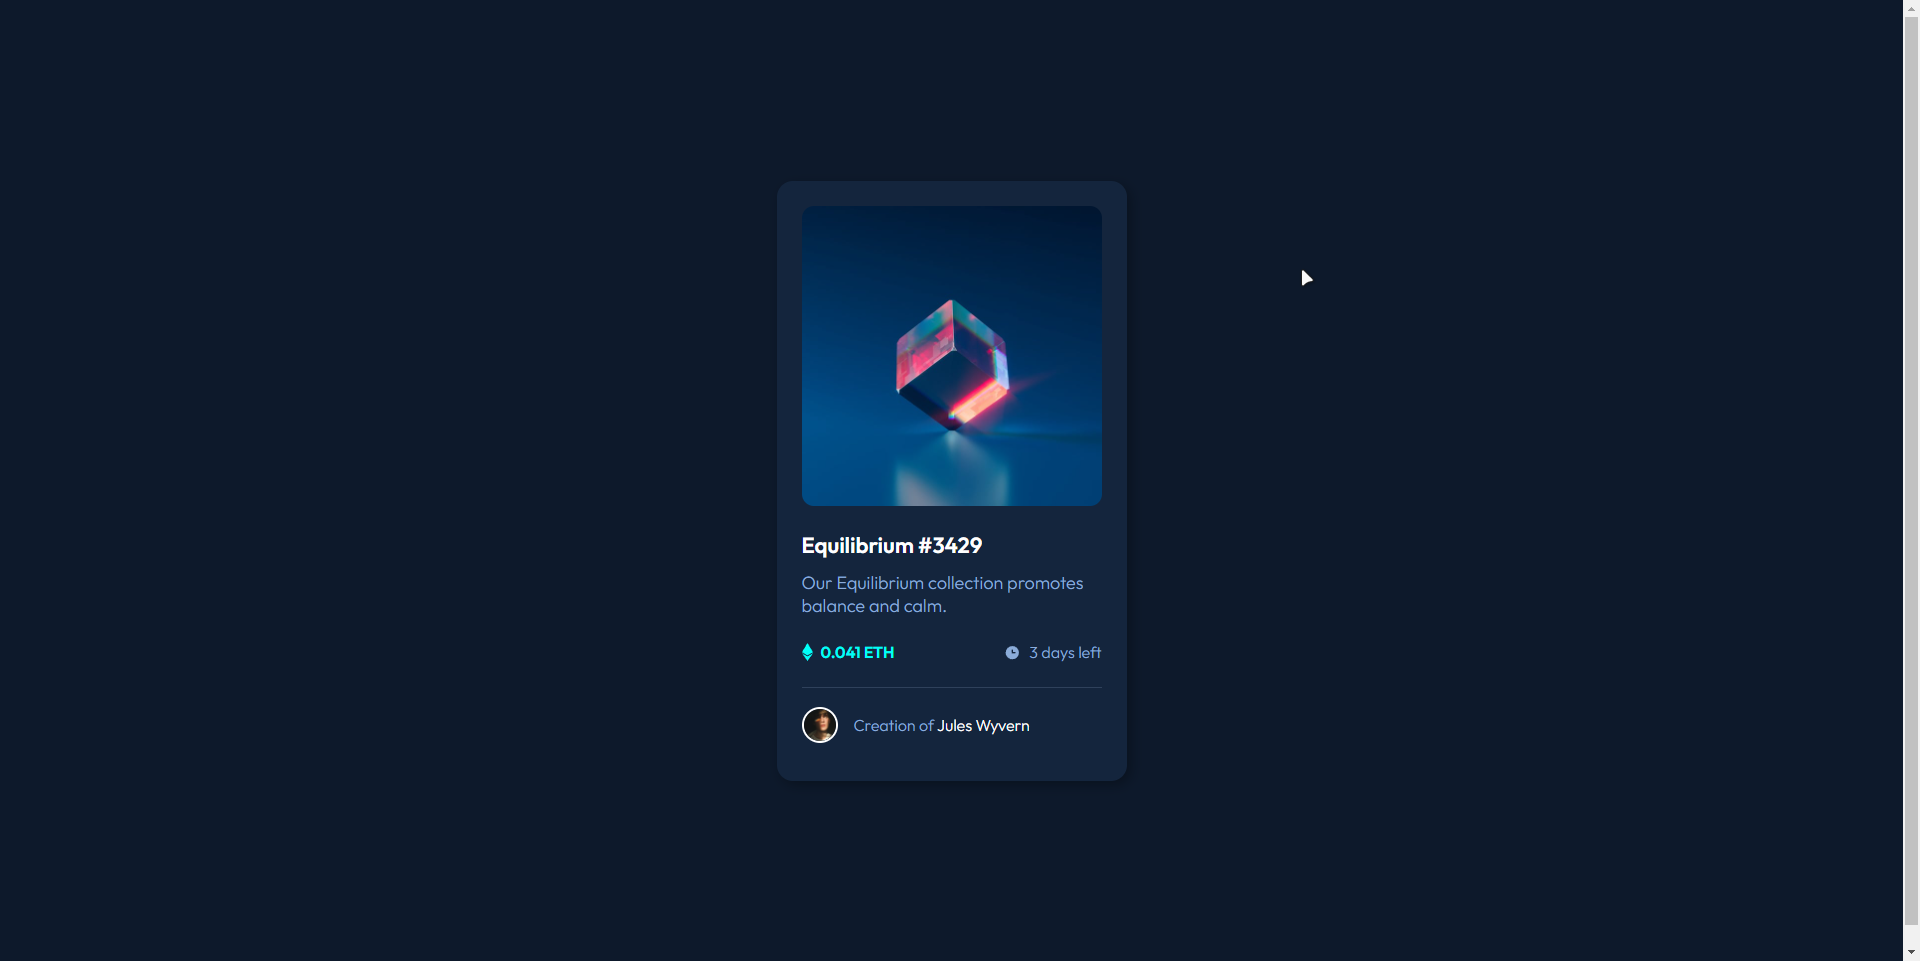 Equilibrium #3429
Our Equilibrium collection promotes
balance and calm.
0.041 ETH
3 days left
Creation of Jules Wyvern